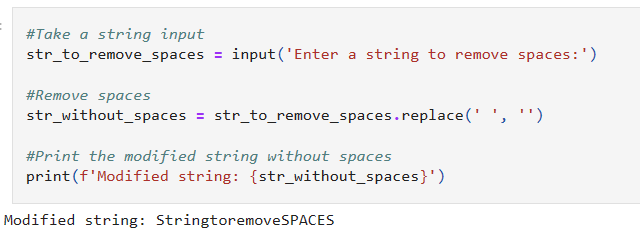 #Take a string input
str_to_remove_spaces = input('Enter a string to remove spaces:')
#Remove spaces
str_without_spaces = str_to_remove_spaces.replace(' ', '')
#Print the modified string without spaces
print(f'Modified string: {str_without_spaces}')
Modified string: StringtoremoveSPACES